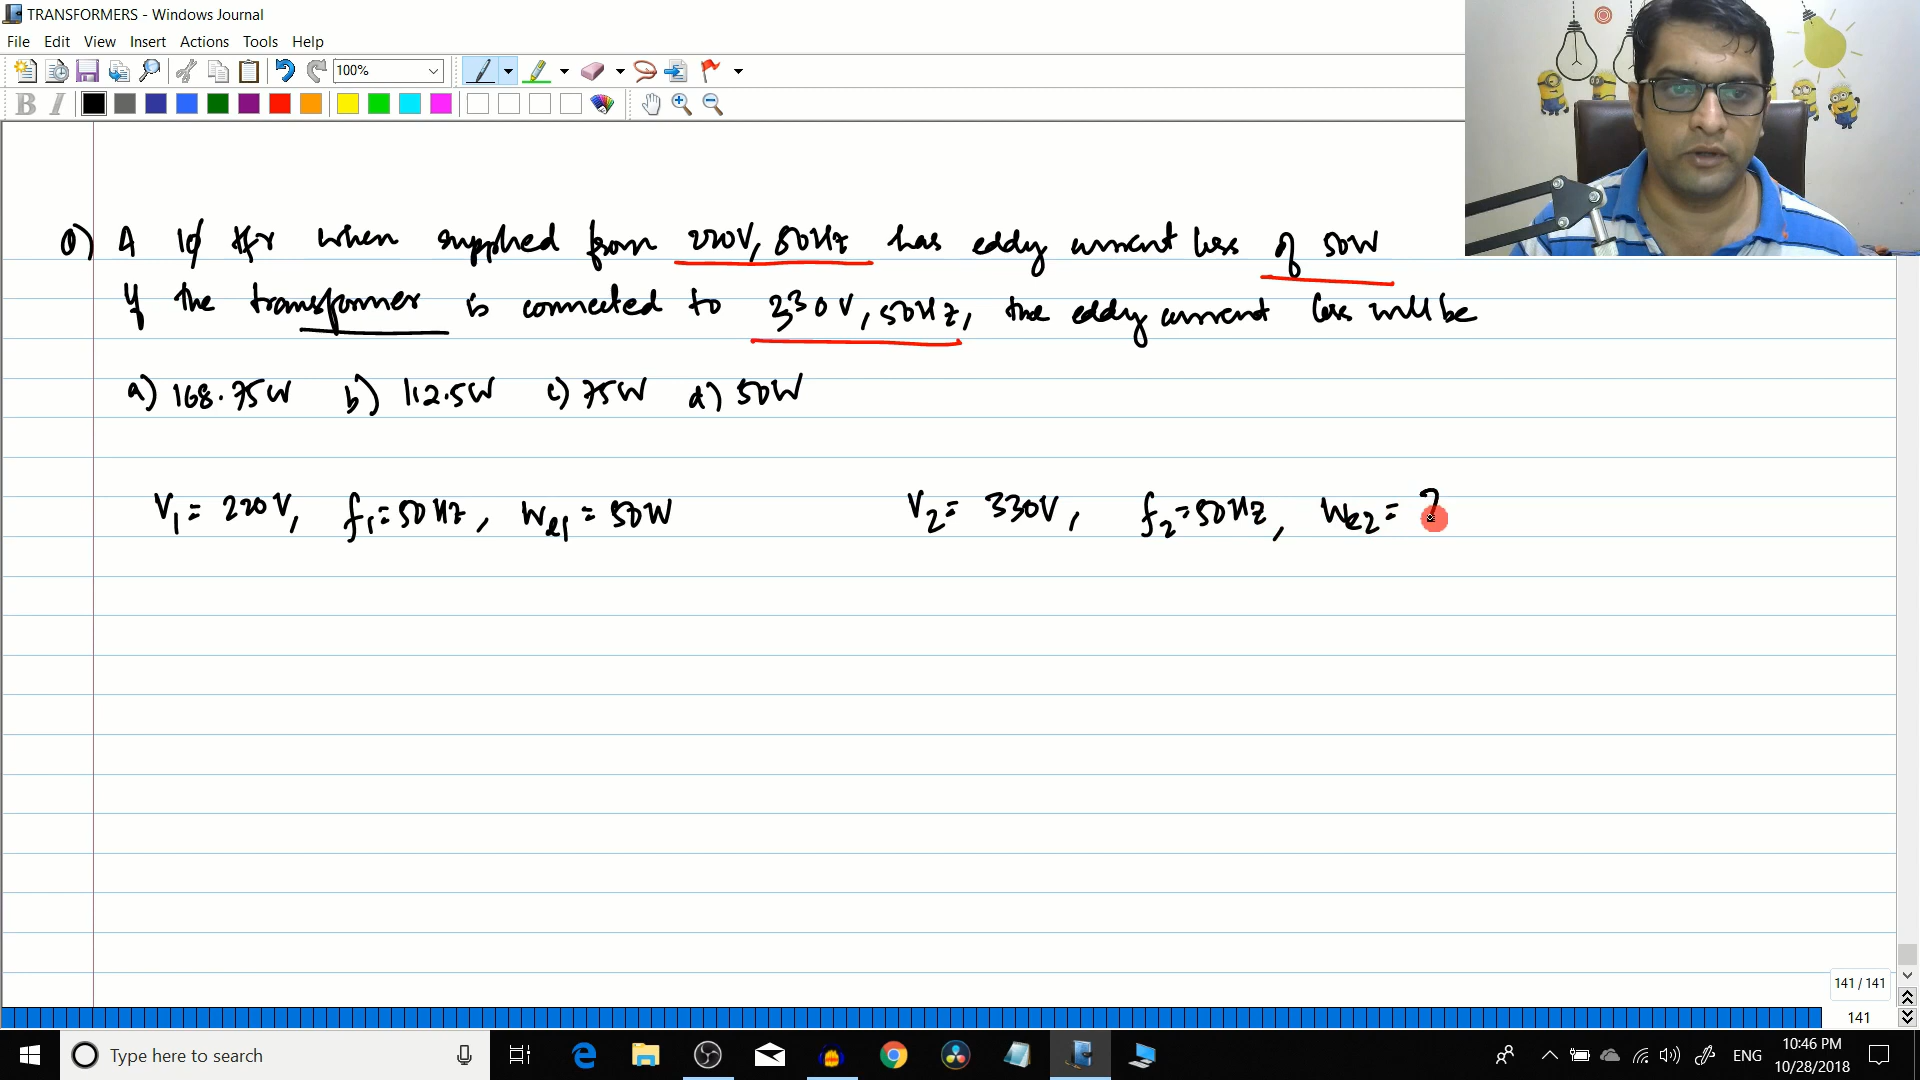 TRANSFORMERS - Windows Journal
File Edit View Insert Actions Tools Help
100%
B I
Q) A 1ϕ t/fr when supplied from 220V, 50Hz has eddy current loss of 50W
If the transformer is connected to 330V, 50Hz, the eddy current loss will be
a) 168.75W b) 112.5W c) 75W d) 50W
V1 = 220V, f1 = 50Hz, We1 = 50W V2 = 330V, f2 = 50Hz, We2 = ?
141 / 141
141
Type here to search
ENG
10:46 PM
10/28/2018